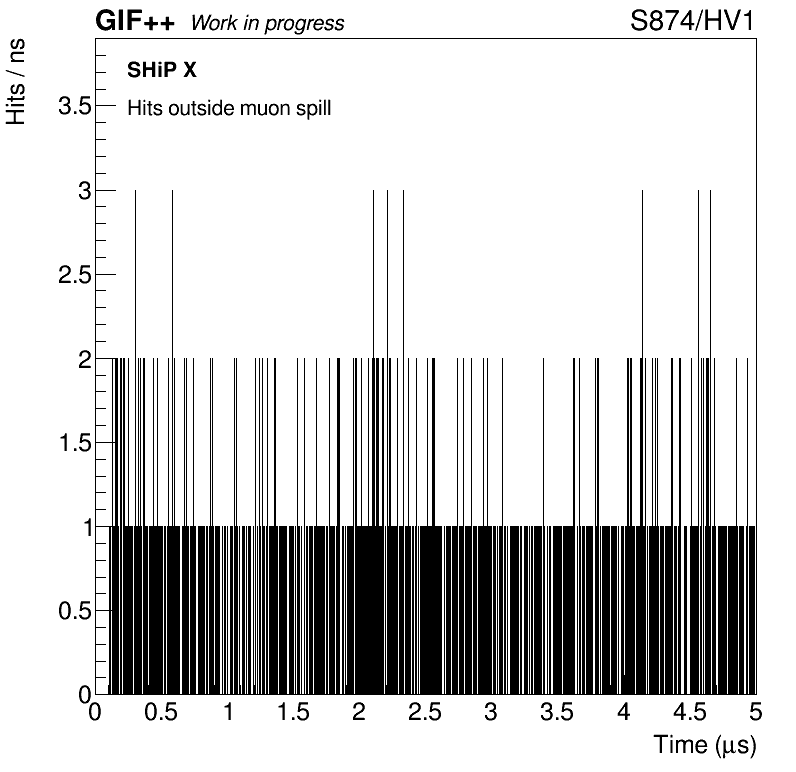 GIF++ Work in progress S874/HV1
Hits / ns
SHiP X
Hits outside muon spill
3.5
3
2.5
2
1.5
1
0.5
0
0 0.5 1 1.5 2 2.5 3 3.5 4 4.5 5
Time (μs)